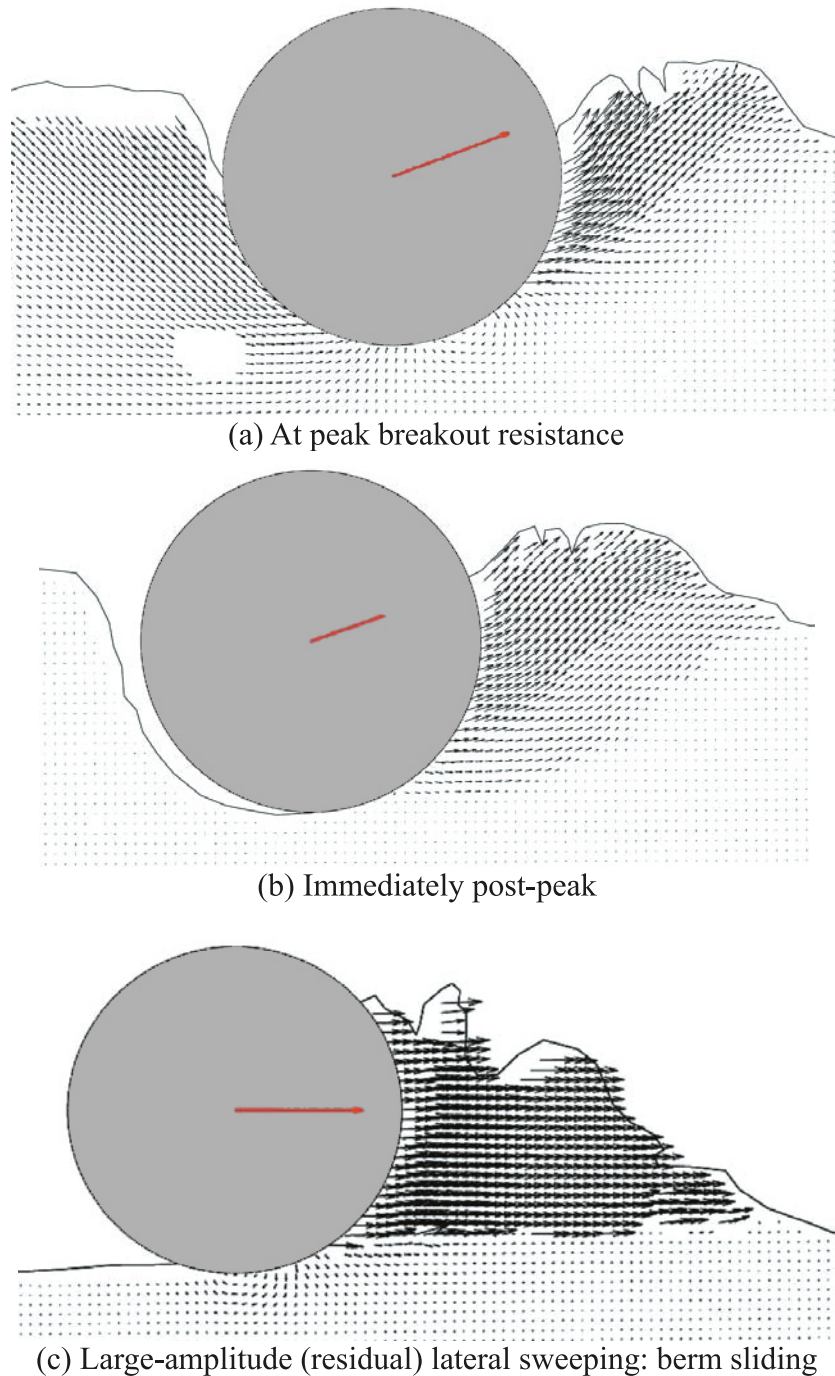 (a) At peak breakout resistance
(b) Immediately post-peak
(c) Large-amplitude (residual) lateral sweeping: berm sliding